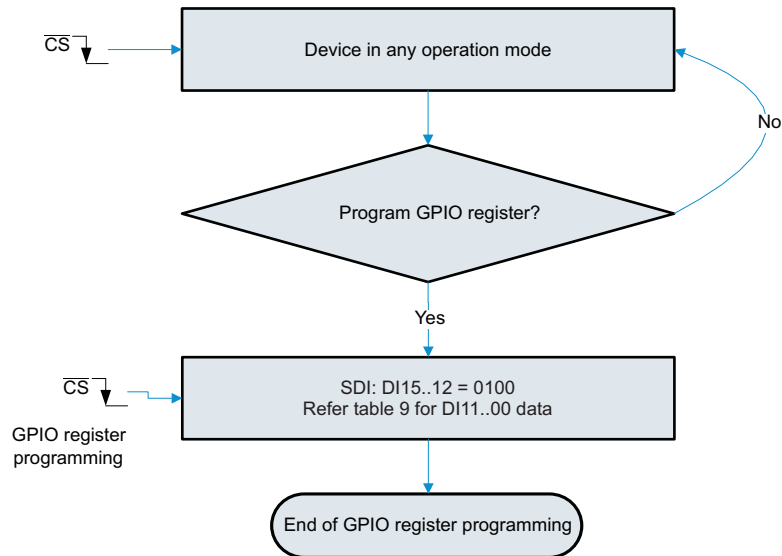 CS
Device in any operation mode
No
Program GPIO register?
Yes
CS
SDI: DI15..12 = 0100
Refer table 9 for DI11..00 data
GPIO register
programming
End of GPIO register programming